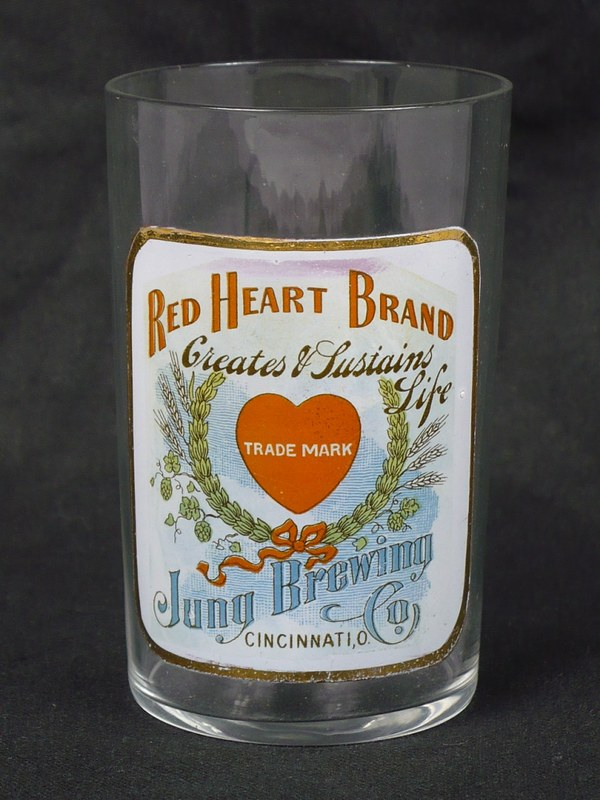 RED HEART BRAND
Creates & Sustains
Life
TRADE MARK
Jung Brewing
Co.
CINCINNATI, O.